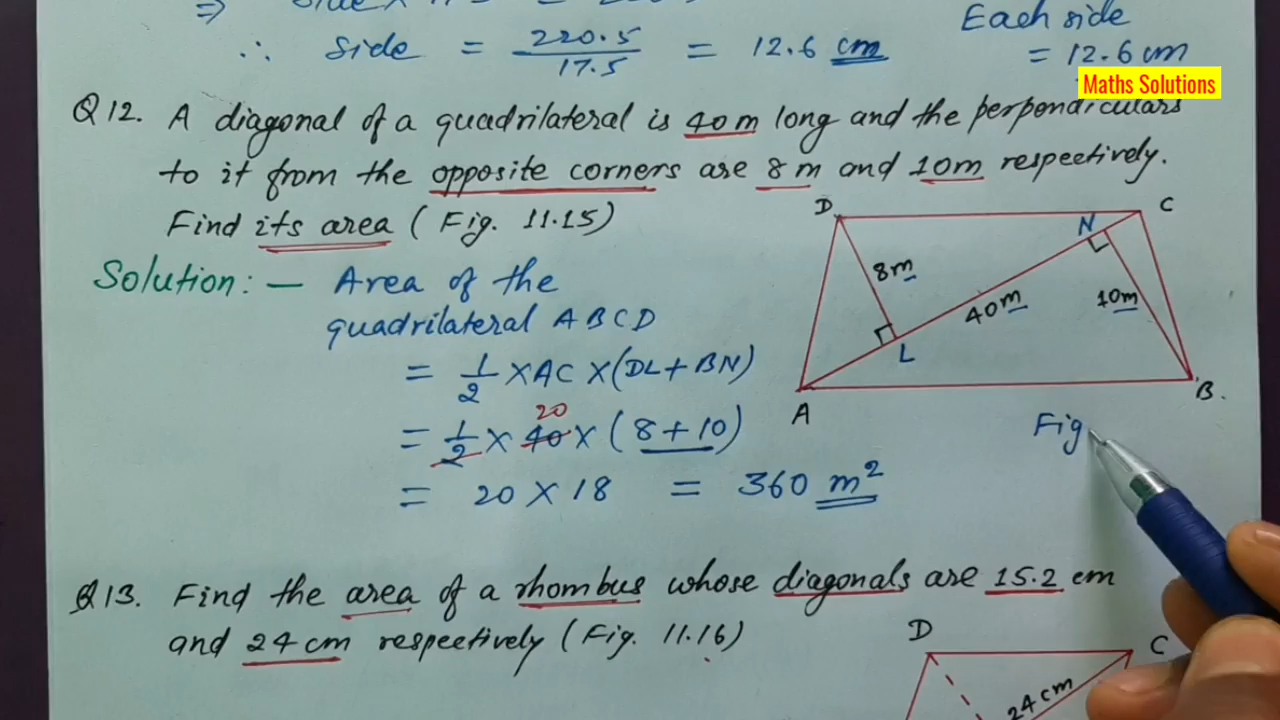 ⇒ Side ×
∴ Side = 220.5 / 17.5 = 12.6 cm
Each side
= 12.6 cm
Maths Solutions
Q12. A diagonal of a quadrilateral is 40m long and the perpendiculars
to it from the opposite corners are 8 m and 10m respectively.
Find its area (Fig. 11.15)
Solution:— Area of the
quadrilateral ABCD
= 1/2 × AC × (DL + BN)
20
= 1/2 × 40 × (8 + 10)
= 20 × 18 = 360 m²
D C
N
8m
40m
10m
L
A B.
Fig
Q13. Find the area of a rhombus whose diagonals are 15.2 cm
and 24 cm respectively (Fig. 11.16)
D C
24 cm